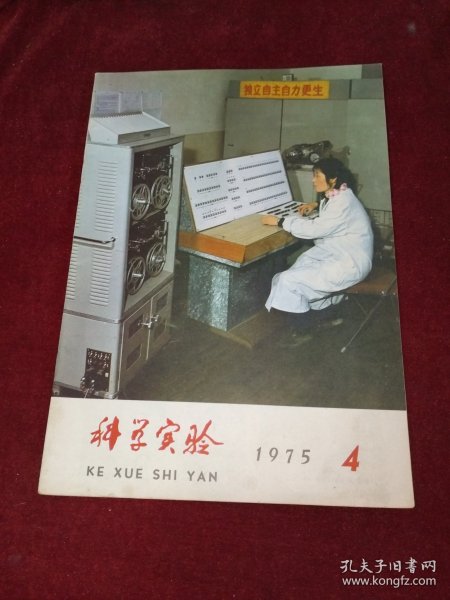 独立自主自力更生
科学实验
KE XUE SHI YAN
1975
4
孔夫子旧书网
www.kongfz.com